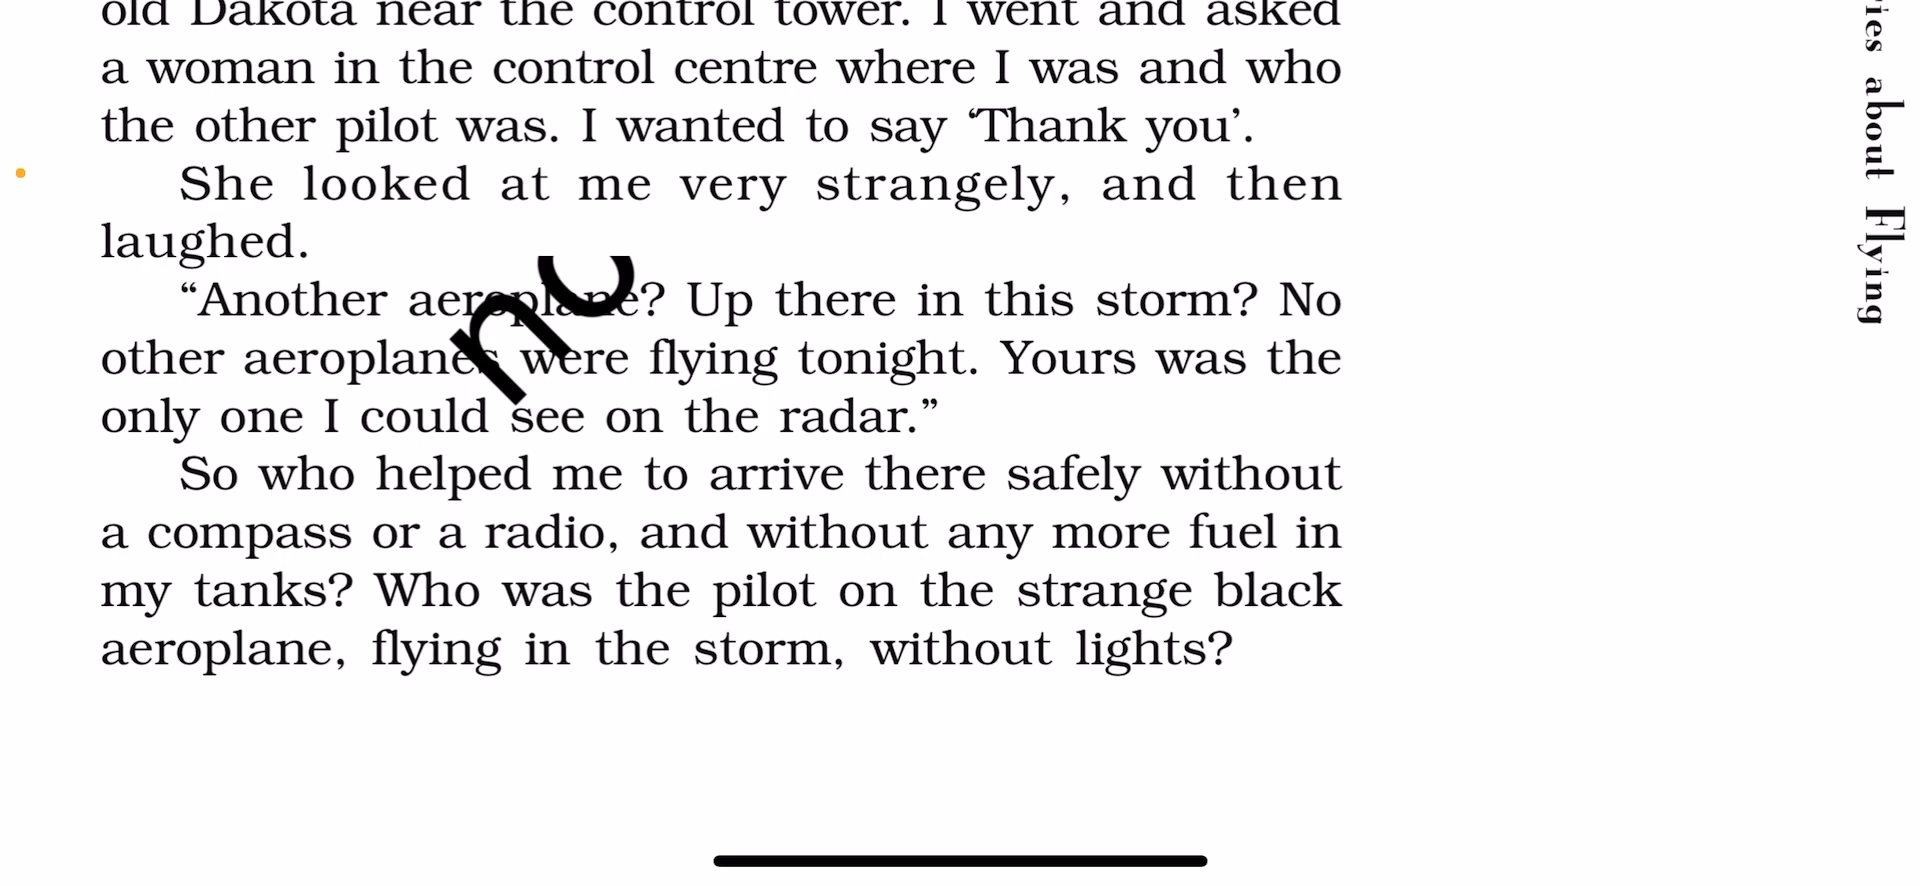 old Dakota near the control tower. I went and asked
a woman in the control centre where I was and who
the other pilot was. I wanted to say ‘Thank you’.
She looked at me very strangely, and then
laughed.
“Another aeroplane? Up there in this storm? No
other aeroplanes were flying tonight. Yours was the
only one I could see on the radar.”
So who helped me to arrive there safely without
a compass or a radio, and without any more fuel in
my tanks? Who was the pilot on the strange black
aeroplane, flying in the storm, without lights?
about Flying